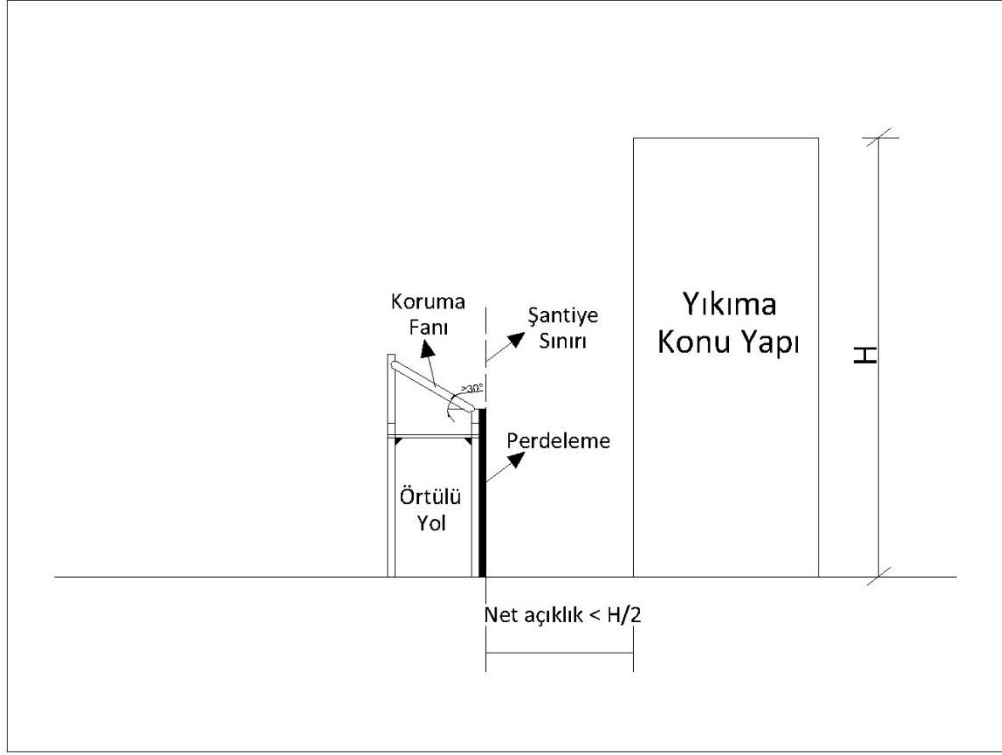 Koruma
Fanı
Şantiye
Sınırı
Yıkıma
Konu Yapı
H
≥30°
Perdeleme
Örtülü
Yol
Net açıklık < H/2